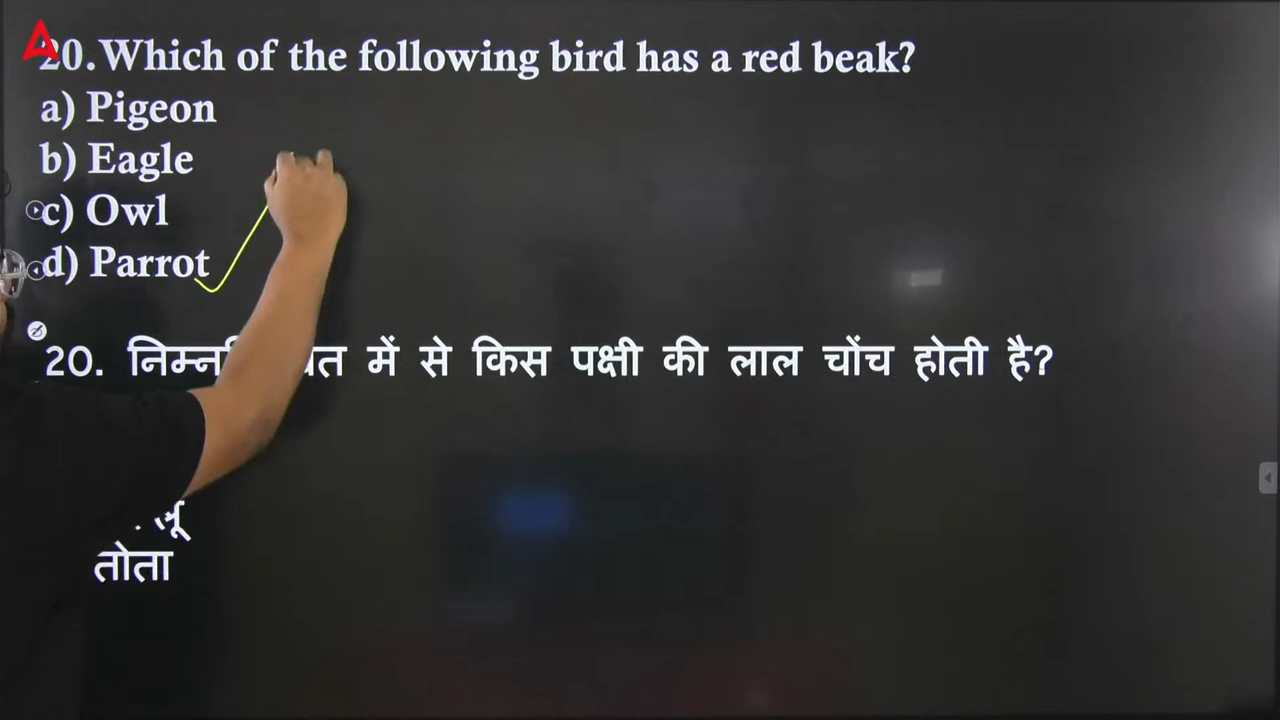 20. Which of the following bird has a red beak?
a) Pigeon
b) Eagle
c) Owl
d) Parrot
20. में से किस पक्षी की लाल चोंच होती है?
तोता